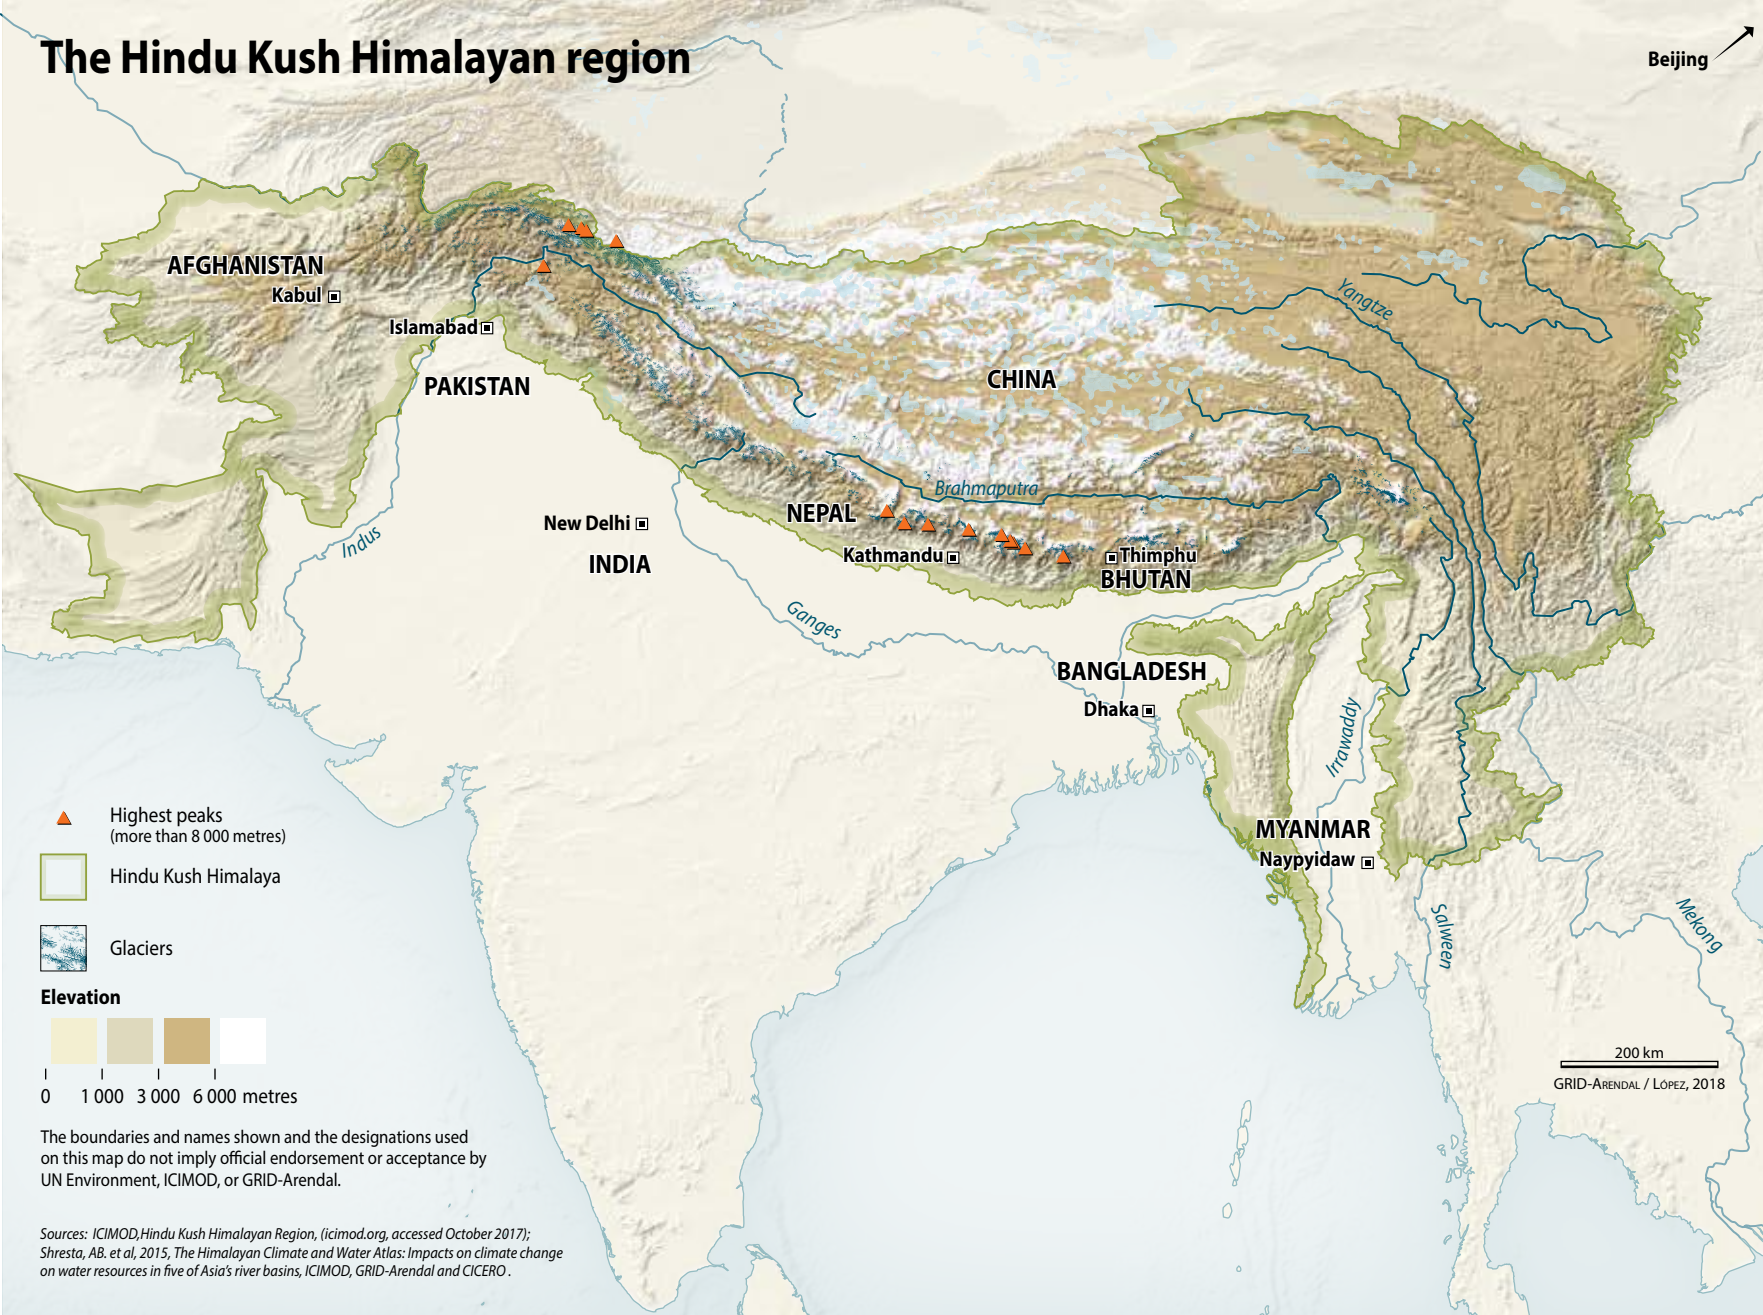 The Hindu Kush Himalayan region
Beijing
AFGHANISTAN
Kabul
Islamabad
PAKISTAN
Yangtze
CHINA
Brahmaputra
NEPAL
New Delhi
Indus
INDIA
Kathmandu
Thimphu
BHUTAN
Ganges
BANGLADESH
Dhaka
Irrawaddy
MYANMAR
Naypyidaw
Salween
Mekong
Highest peaks
(more than 8 000 metres)
Hindu Kush Himalaya
Glaciers
Elevation
0 1 000 3 000 6 000 metres
200 km
GRID-Arendal / López, 2018
The boundaries and names shown and the designations used
on this map do not imply official endorsement or acceptance by
UN Environment, ICIMOD, or GRID-Arendal.
Sources: ICIMOD,Hindu Kush Himalayan Region, (icimod.org, accessed October 2017);
Shresta, AB. et al, 2015, The Himalayan Climate and Water Atlas: Impacts on climate change
on water resources in five of Asia's river basins, ICIMOD, GRID-Arendal and CICERO .